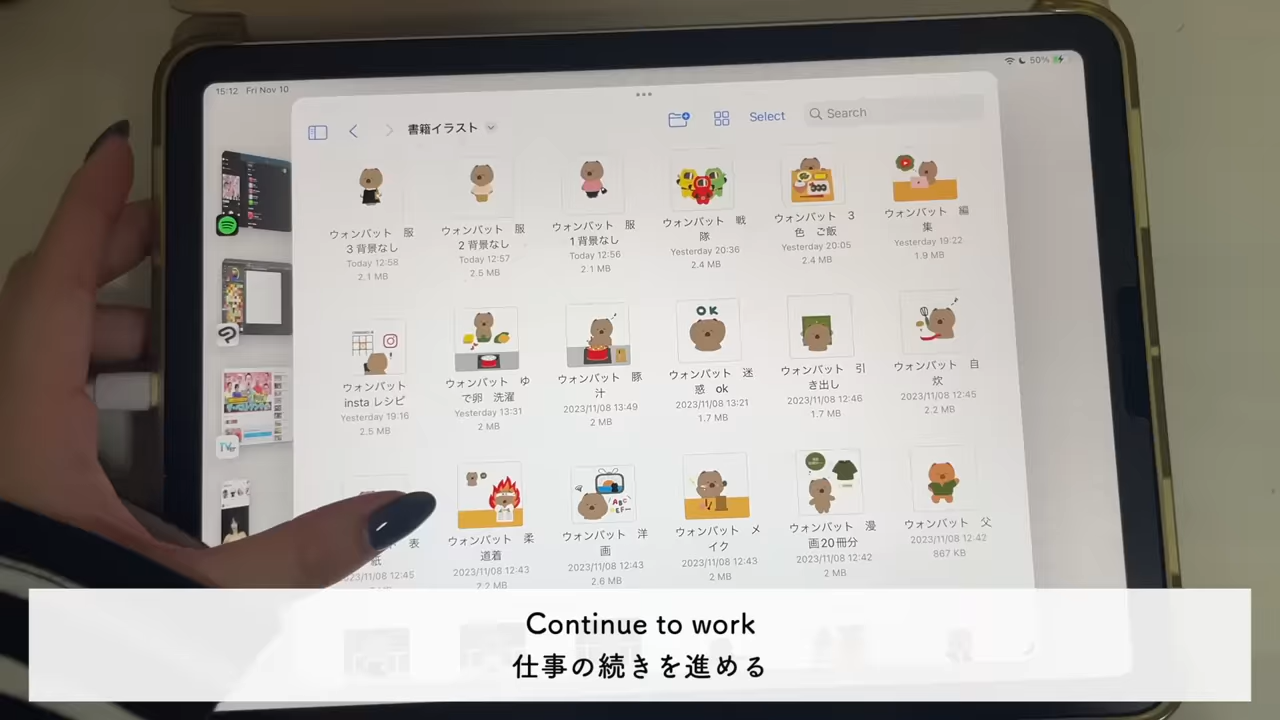 15:12 Fri Nov 10
50%
書籍イラスト
Select
Search
ウォンバット 服
3 背景なし
Today 12:58
2.1 MB
ウォンバット 服
2 背景なし
Today 12:57
2.5 MB
ウォンバット 服
1 背景なし
Today 12:56
2.1 MB
ウォンバット 戦
隊
Yesterday 20:36
2.4 MB
ウォンバット 3
色 ご飯
Yesterday 20:05
2.4 MB
ウォンバット 編
集
Yesterday 19:22
1.9 MB
ウォンバット
insta レシピ
Yesterday 19:16
2.5 MB
ウォンバット ゆ
で卵 洗濯
Yesterday 13:31
2 MB
ウォンバット 豚
汁
2023/11/08 13:49
2 MB
OK
ウォンバット 迷
惑 ok
2023/11/08 13:21
1.7 MB
ウォンバット 引
き出し
2023/11/08 12:46
1.7 MB
ウォンバット 自
炊
2023/11/08 12:45
2.2 MB
表
紙
23/11/06 12:45
ウォンバット 柔
道着
2023/11/08 12:43
2.2 MB
ABC
EF
ウォンバット 洋
画
2023/11/08 12:43
2.6 MB
ウォンバット メ
イク
2023/11/08 12:43
2 MB
ウォンバット 漫
画20冊分
2023/11/08 12:42
2 MB
ウォンバット 父
2023/11/08 12:42
867 KB
TVer
Continue to work
仕事の続きを進める